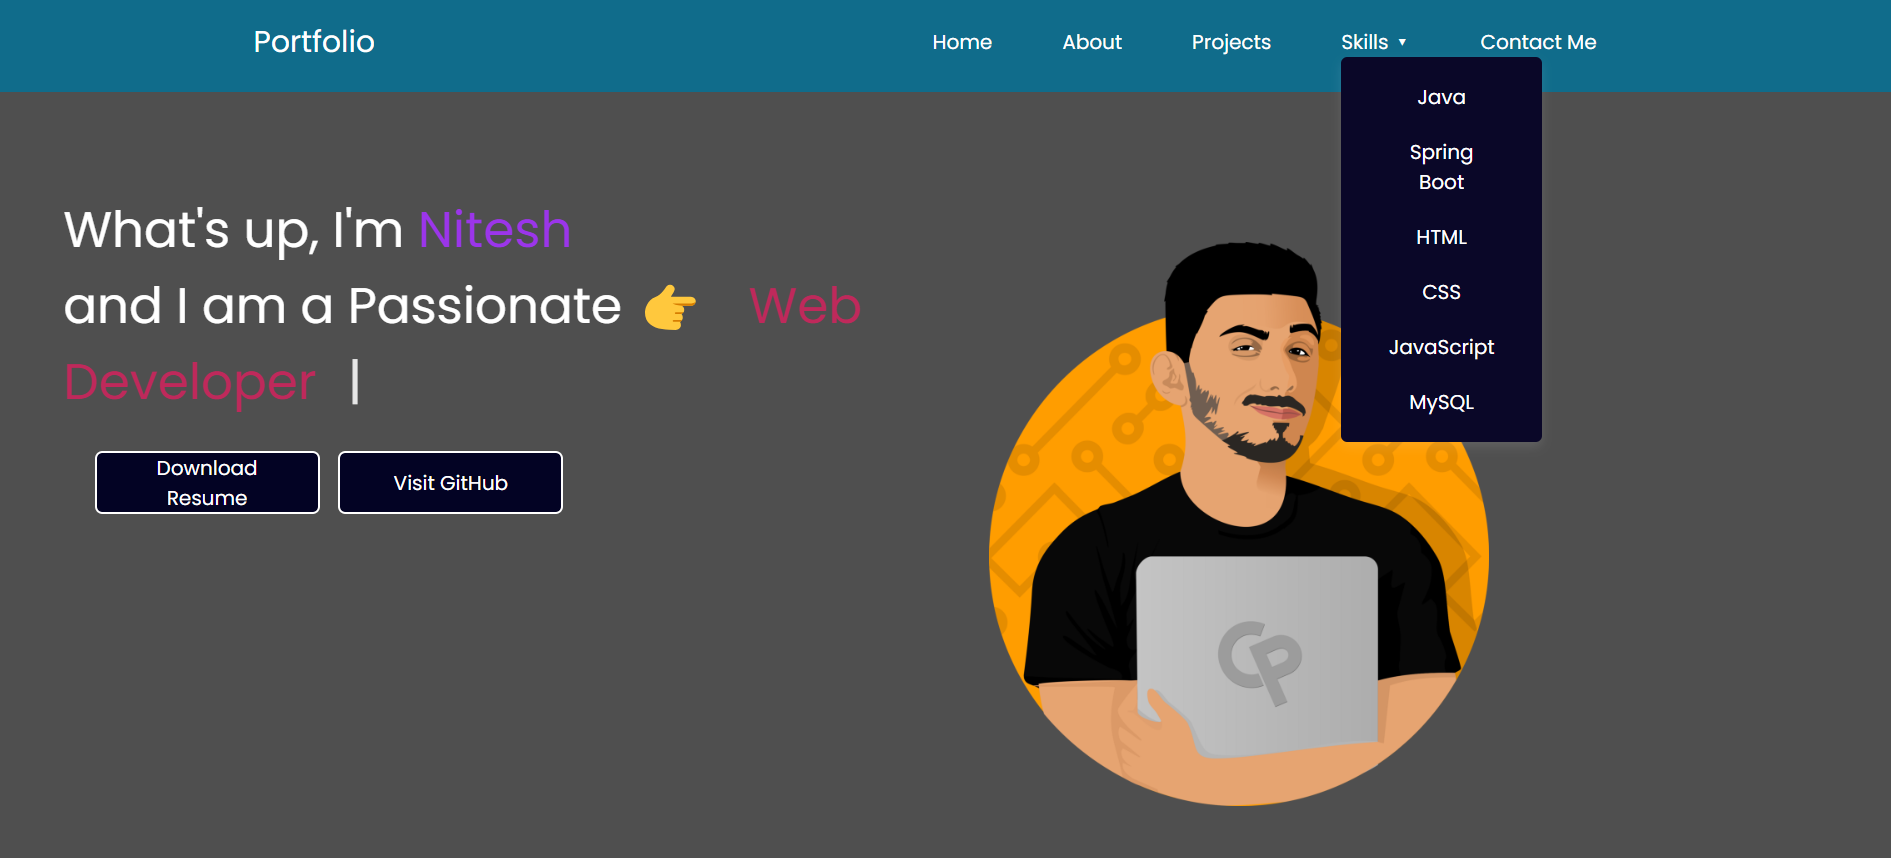 Portfolio
Home
About
Projects
Skills ▼
Contact Me
Java
Spring
Boot
HTML
CSS
JavaScript
MySQL
What's up, I'm Nitesh
and I am a Passionate 👉 Web
Developer |
Download
Resume
Visit GitHub
CP